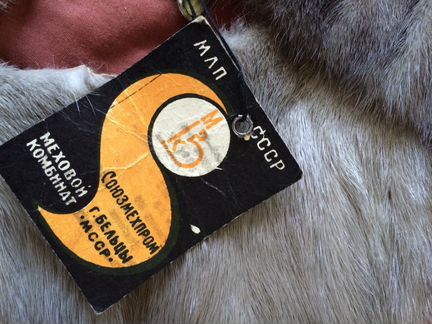 МЛП СССР
МЕХОВОЙ
КОМБИНАТ
СОЮЗМЕХПРОМ
г. БЕЛЬЦЫ
"МССР"